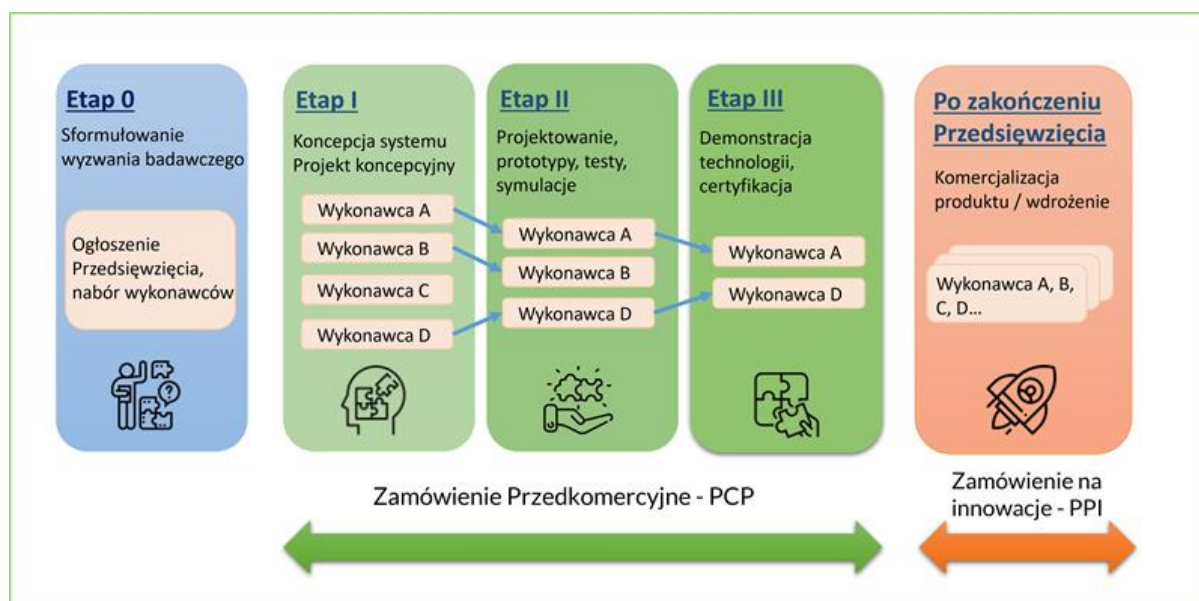 Etap 0
Sformułowanie
wyzwania badawczego
Ogłoszenie
Przedsięwzięcia,
nabór wykonawców
?
Etap I
Koncepcja systemu
Projekt koncepcyjny
Wykonawca A
Wykonawca B
Wykonawca C
Wykonawca D
Etap II
Projektowanie,
prototypy, testy,
symulacje
Wykonawca A
Wykonawca B
Wykonawca D
Etap III
Demonstracja
technologii,
certyfikacja
Wykonawca A
Wykonawca D
Po zakończeniu
Przedsięwzięcia
Komercjalizacja
produktu / wdrożenie
Wykonawca A, B,
C, D...
Zamówienie Przedkomercyjne - PCP
Zamówienie na
innowacje - PPI